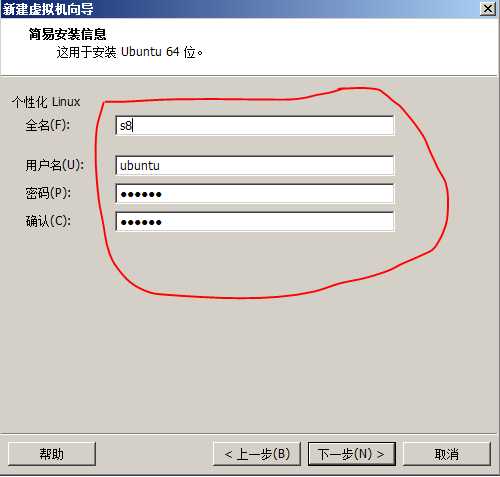 新建虚拟机向导
简易安装信息
这用于安装 Ubuntu 64 位。
个性化 Linux
全名(F): s8
用户名(U): ubuntu
密码(P): ●●●●●●
确认(C): ●●●●●●
帮助 < 上一步(B) 下一步(N) > 取消